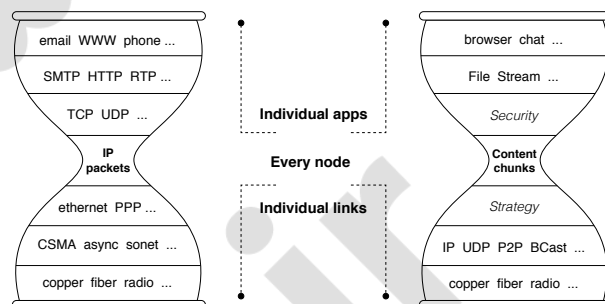 email WWW phone ...
SMTP HTTP RTP ...
TCP UDP ...
IP
packets
ethernet PPP ...
CSMA async sonet ...
copper fiber radio ...
Individual apps
Every node
Individual links
browser chat ...
File Stream ...
Security
Content
chunks
Strategy
IP UDP P2P BCast ...
copper fiber radio ...